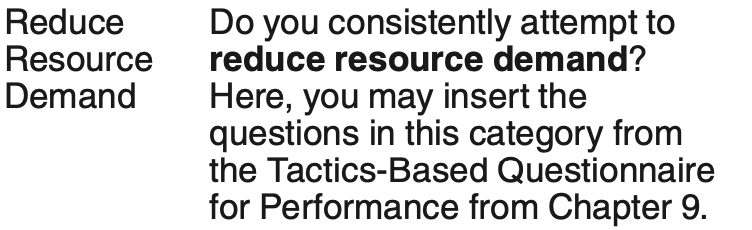 Reduce Do you consistently attempt to
Resource reduce resource demand?
Demand Here, you may insert the
questions in this category from
the Tactics-Based Questionnaire
for Performance from Chapter 9.